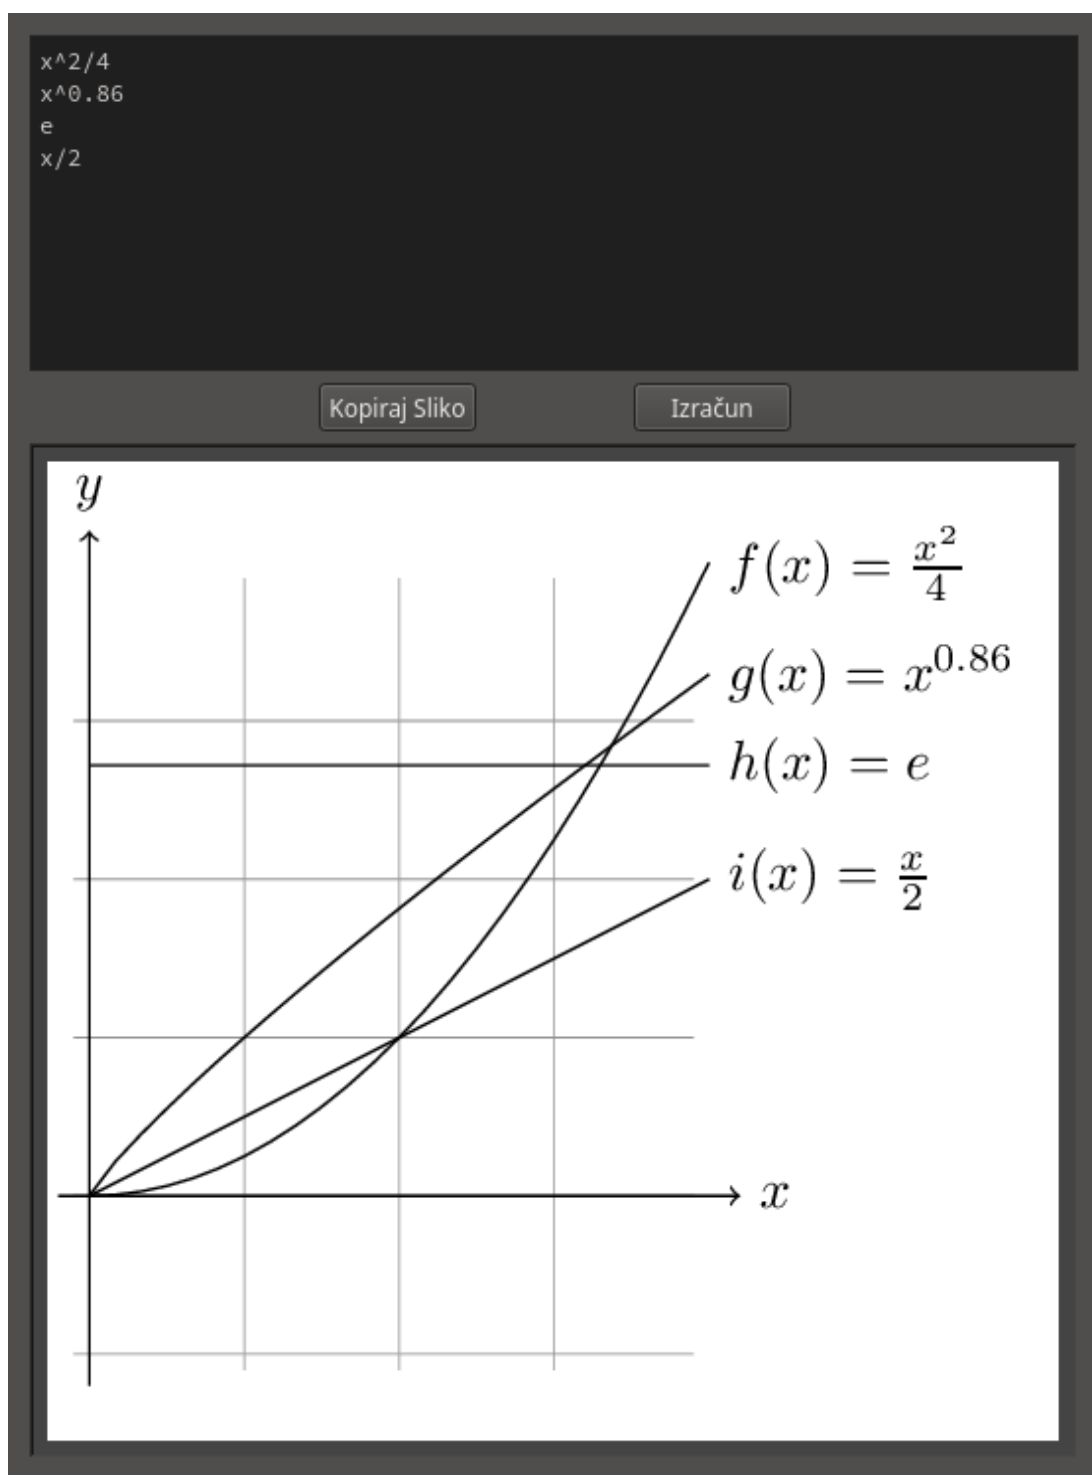 x^2/4
x^0.86
e
x/2
Kopiraj Sliko Izračun
y
f(x) = x²/4
g(x) = x^0.86
h(x) = e
i(x) = x/2
x